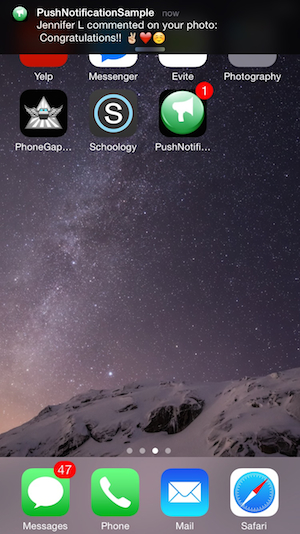 PushNotificationSample now
Jennifer L commented on your photo:
Congratulations!! ✌️❤️☺️
Yelp Messenger Evite Photography
1
PhoneGap... Schoology PushNotifi...
47
Messages Phone Mail Safari